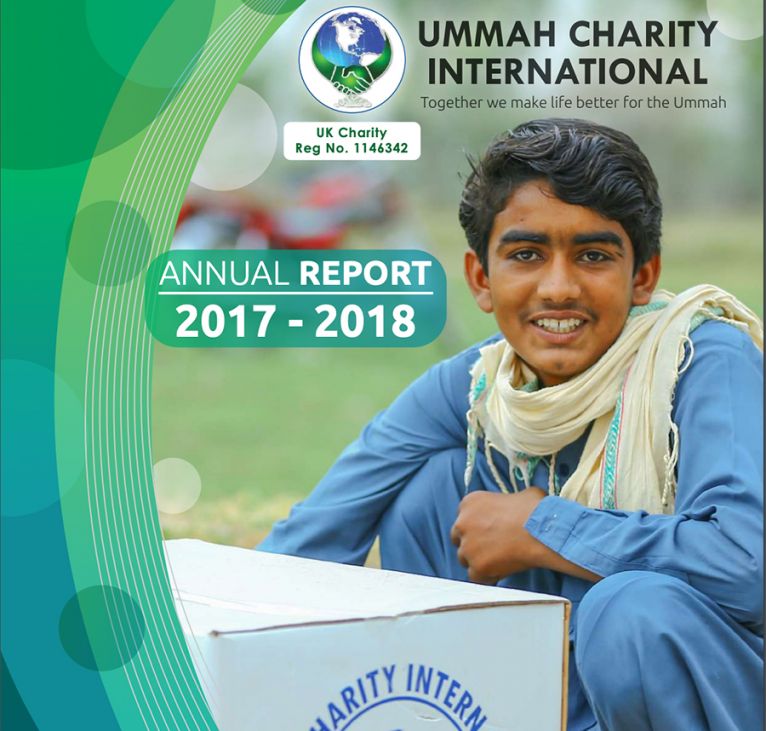 UMMAH CHARITY
INTERNATIONAL
Together we make life better for the Ummah
UK Charity
Reg No. 1146342
ANNUAL REPORT
2017 - 2018
HARITY INTERN